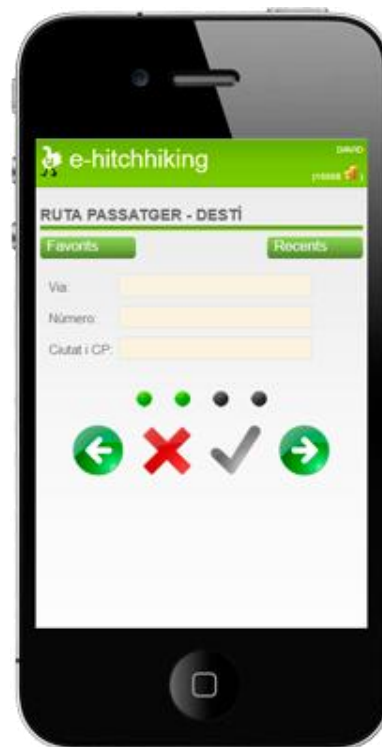 e-hitchhiking
DAVID
RUTA PASSATGER - DESTÍ
Favorits
Recents
Via:
Número:
Ciutat i CP: